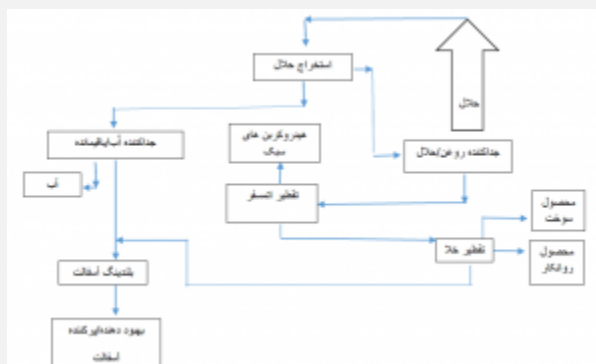 حلال
استخراج حلال
جداکننده آب/باقیمانده
هیدروکربن های
سبک
جداکننده روغن/حلال
آب
تقطیر اتمسفر
محصول
سوخت
تقطیر خلا
محصول
روانکار
بلندینگ آسفالت
بهبود دهنده/پرکننده
آسفالت